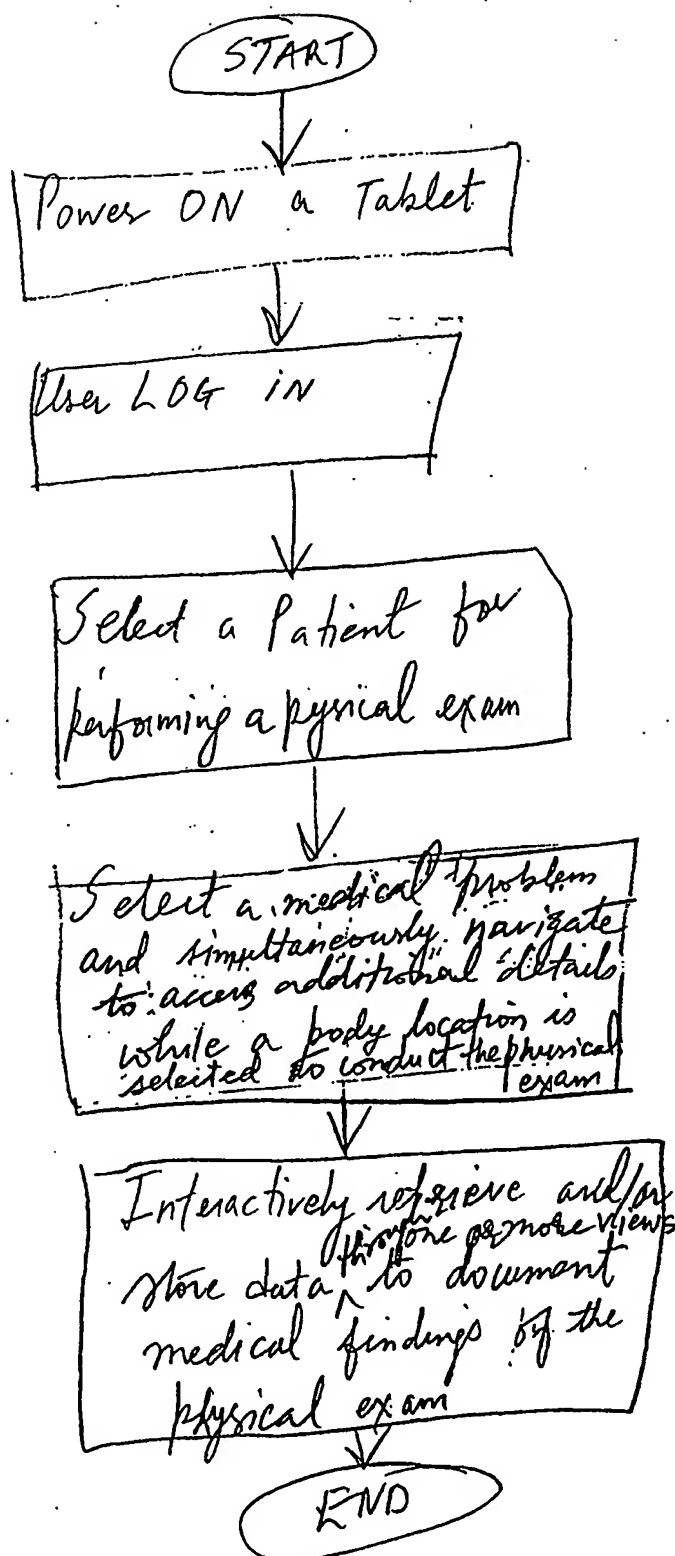 START
Power ON a Tablet
User LOG iN
Select a Patient for
performing a pysical exam
Select a medical problem
and simultaneously navigate
to access additional details
while a body location is
selected to conduct the physical
exam
Interactively retrieve and/or
through one or more views
store data ^ to document
medical findings of the
physical exam
END